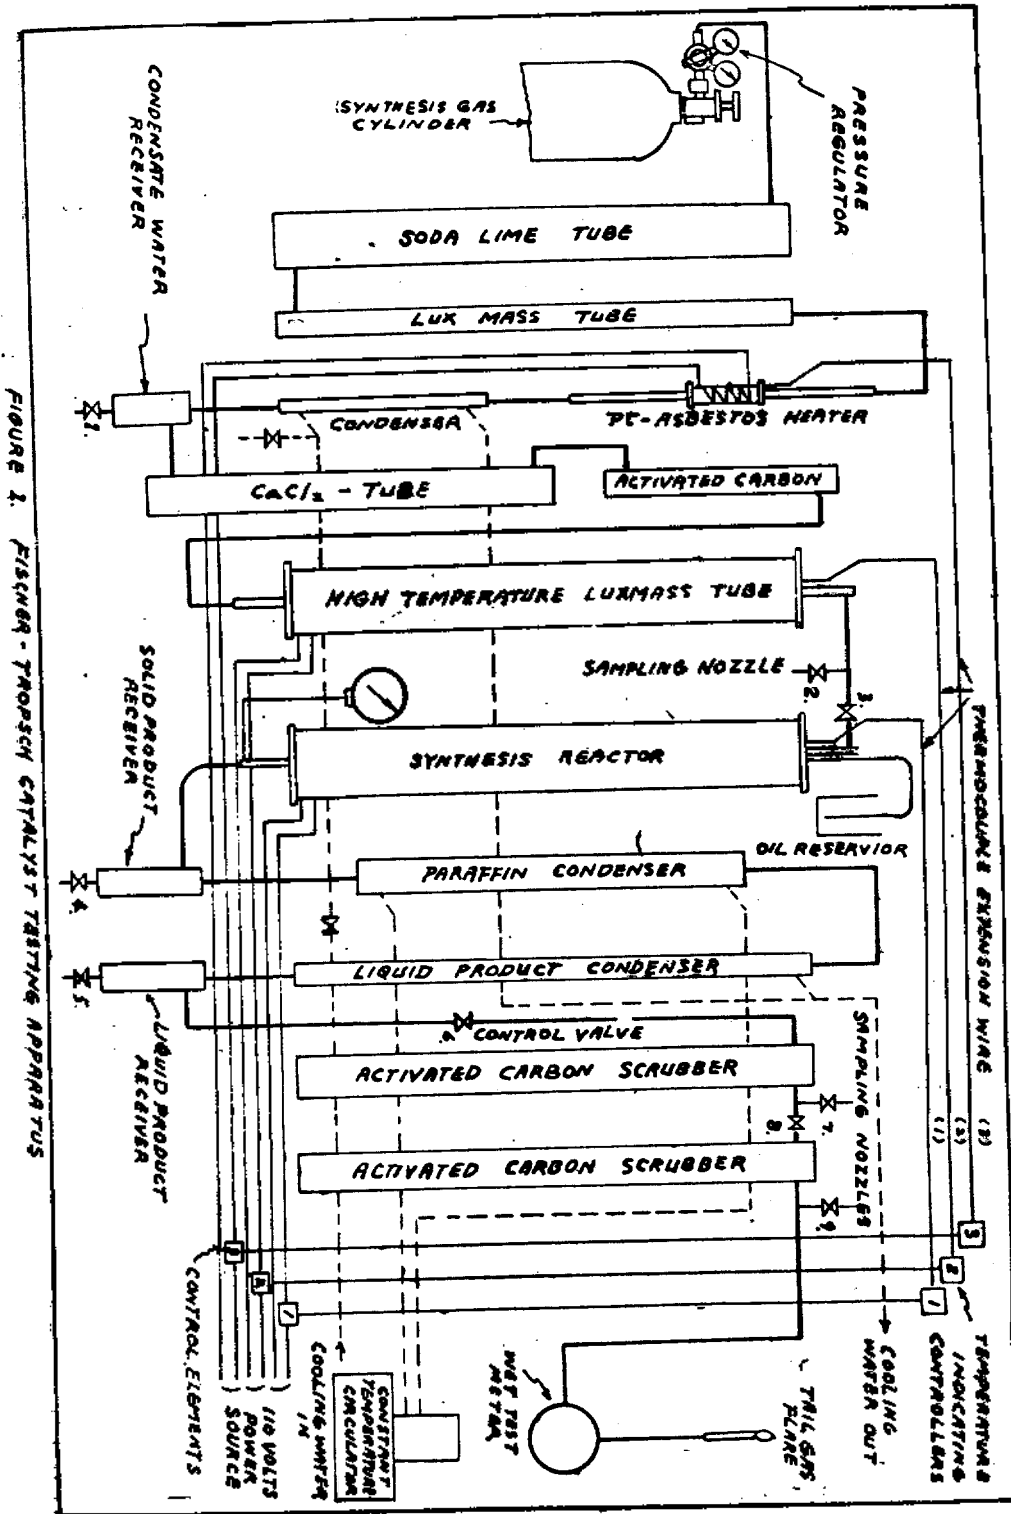 SYNTHESIS GAS
CYLINDER
PRESSURE
REGULATOR
CONDENSATE WATER
RECEIVER
SODA LIME TUBE
LUX MASS TUBE
PT-ASBESTOS HEATER
CONDENSER
1.
CaCl2 - TUBE
ACTIVATED CARBON
HIGH TEMPERATURE LUXMASS TUBE
SAMPLING NOZZLE
2.
3.
SYNTHESIS REACTOR
OIL RESERVIOR
SOLID PRODUCT
RECEIVER
4.
PARAFFIN CONDENSER
LIQUID PRODUCT CONDENSER
5.
LIQUID PRODUCT
RECEIVER
CONTROL VALVE
ACTIVATED CARBON SCRUBBER
ACTIVATED CARBON SCRUBBER
SAMPLING NOZZLES
7.
8.
9.
THERMOCOUPLE EXENSION WIRE
(3)
(2)
(1)
3
2
1
TEMPERATURE
INDICATING
CONTROLLERS
COOLING
WATER OUT
TAIL GAS
FLARE
WET TEST
METER
CONSTANT
TEMPERATURE
CIRCULATOR
COOLING WATER
IN
3
2
1
110 VOLTS
POWER
SOURCE
CONTROL ELEMENTS
FIGURE 2. FISCHER - TROPSCH CATALYST TESTING APPARATUS